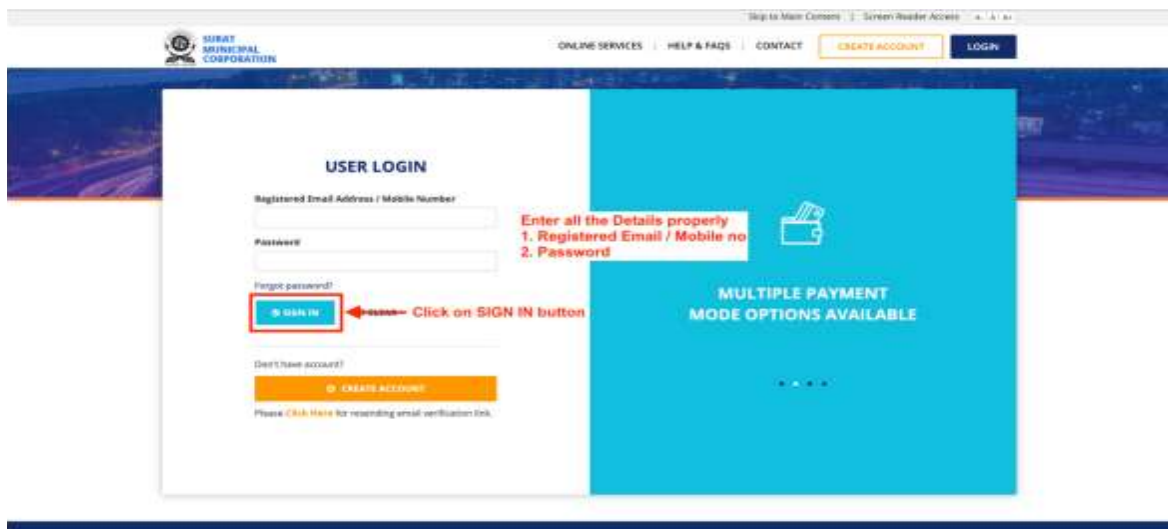 Skip to Main Content | Screen Reader Access A- A A+
SURAT
MUNICIPAL
CORPORATION
ONLINE SERVICES | HELP & FAQS | CONTACT
CREATE ACCOUNT
LOGIN
USER LOGIN
Registered Email Address / Mobile Number
Enter all the Details properly
1. Registered Email / Mobile no
2. Password
Password
Forgot password?
SIGN IN
Click on SIGN IN button
Don't have account?
CREATE ACCOUNT
Please Click Here for resending email verification link.
MULTIPLE PAYMENT
MODE OPTIONS AVAILABLE